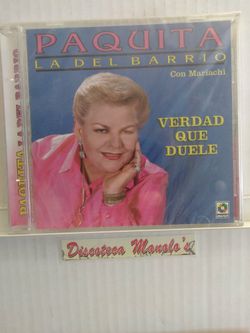 PAQUITA
LA DEL BARRIO
Con Mariachi
VERDAD
QUE
DUELE
PAQUITA LA DEL BARRIO
Discoteca Manolo's